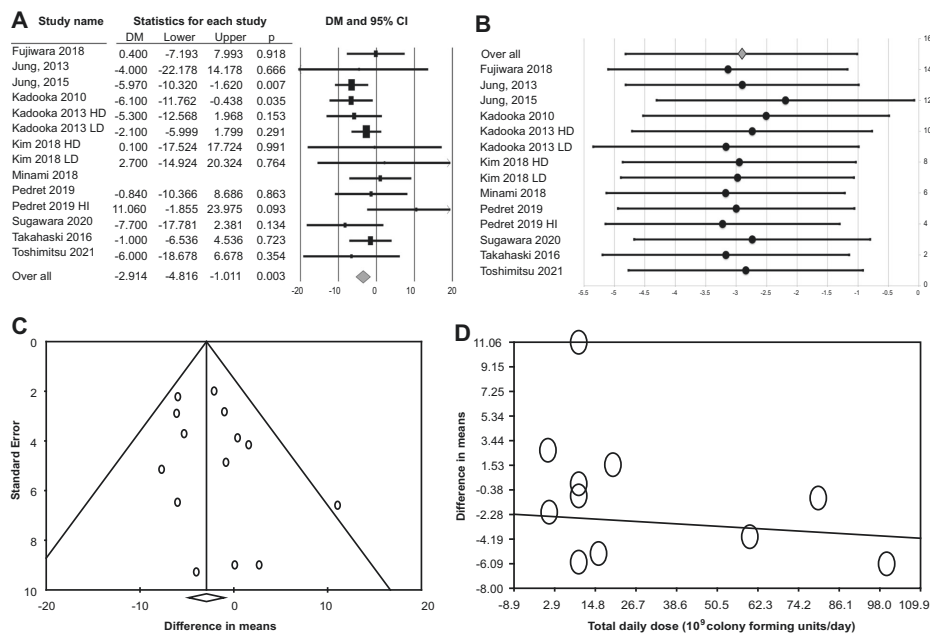 A Study name Statistics for each study DM and 95% CI
DM Lower Upper p
Fujiwara 2018 0.400 -7.193 7.993 0.918
Jung, 2013 -4.000 -22.178 14.178 0.666
Jung, 2015 -5.970 -10.320 -1.620 0.007
Kadooka 2010 -6.100 -11.762 -0.438 0.035
Kadooka 2013 HD -5.300 -12.568 1.968 0.153
Kadooka 2013 LD -2.100 -5.999 1.799 0.291
Kim 2018 HD 0.100 -17.524 17.724 0.991
Kim 2018 LD 2.700 -14.924 20.324 0.764
Minami 2018
Pedret 2019 -0.840 -10.366 8.686 0.863
Pedret 2019 HI 11.060 -1.855 23.975 0.093
Sugawara 2020 -7.700 -17.781 2.381 0.134
Takahaski 2016 -1.000 -6.536 4.536 0.723
Toshimitsu 2021 -6.000 -18.678 6.678 0.354
Over all -2.914 -4.816 -1.011 0.003
-20 -10 0 10 20
B
Over all
Fujiwara 2018
Jung, 2013
Jung, 2015
Kadooka 2010
Kadooka 2013 HD
Kadooka 2013 LD
Kim 2018 HD
Kim 2018 LD
Minami 2018
Pedret 2019
Pedret 2019 HI
Sugawara 2020
Takahaski 2016
Toshimitsu 2021
16
14
12
10
8
6
4
2
0
-5.5 -5 -4.5 -4 -3.5 -3 -2.5 -2 -1.5 -1 -0.5 0
C
Standard Error
0
2
4
6
8
10
-20 -10 0 10 20
Difference in means
D
Difference in means
11.06
9.15
7.25
5.34
3.44
1.53
-0.38
-2.28
-4.19
-6.09
-8.00
-8.9 2.9 14.8 26.7 38.6 50.5 62.3 74.2 86.1 98.0 109.9
Total daily dose (10⁹ colony forming units/day)